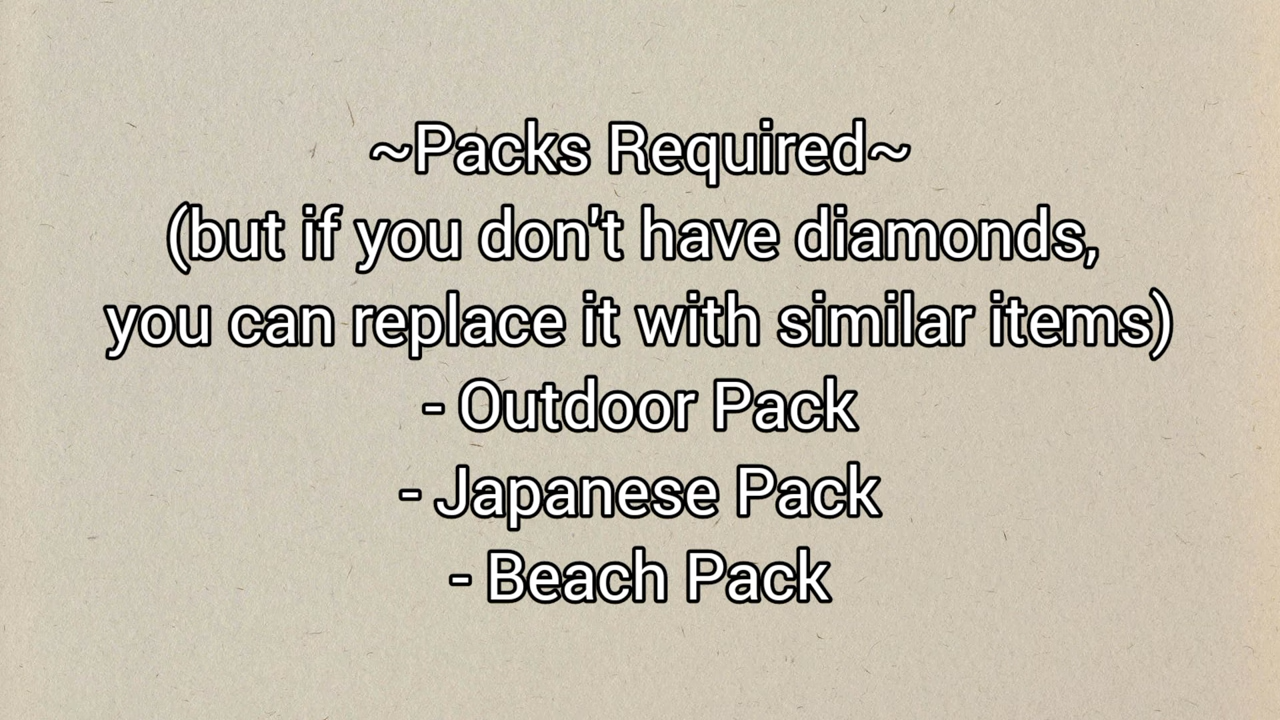 ~Packs Required~
(but if you don't have diamonds,
you can replace it with similar items)
- Outdoor Pack
- Japanese Pack
- Beach Pack